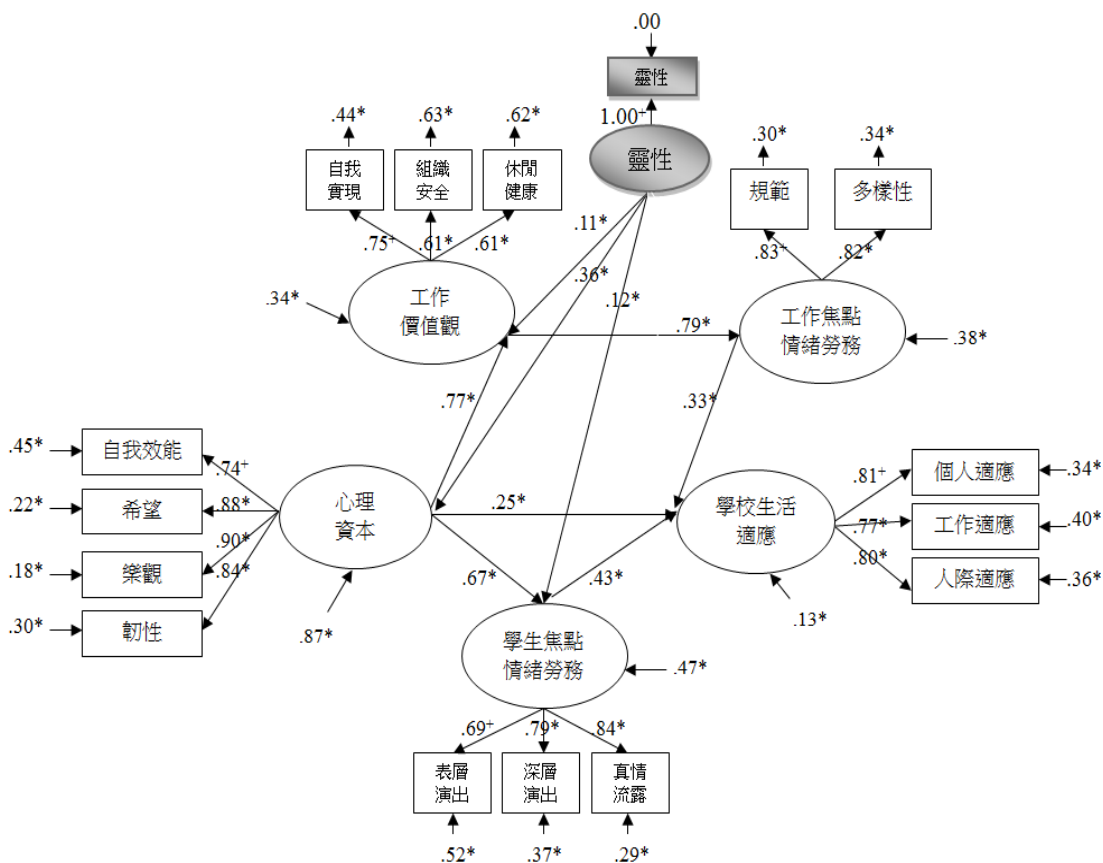 .00
靈性
1.00⁺
靈性
.44*
.63*
.62*
自我
實現
組織
安全
休閒
健康
.75⁺
.61*
.61*
工作
價值觀
.34*
.30*
.34*
規範
多樣性
.83⁺
.82*
工作焦點
情緒勞務
.38*
.11*
.36*
.12*
.79*
.77*
.33*
.45*
自我效能
.22*
希望
.18*
樂觀
.30*
韌性
.74⁺
.88*
.90*
.84*
心理
資本
.87*
.25*
.67*
.43*
學校生活
適應
.13*
.81⁺
.77*
.80*
個人適應
.34*
工作適應
.40*
人際適應
.36*
學生焦點
情緒勞務
.47*
.69⁺
.79*
.84*
表層
演出
深層
演出
真情
流露
.52*
.37*
.29*